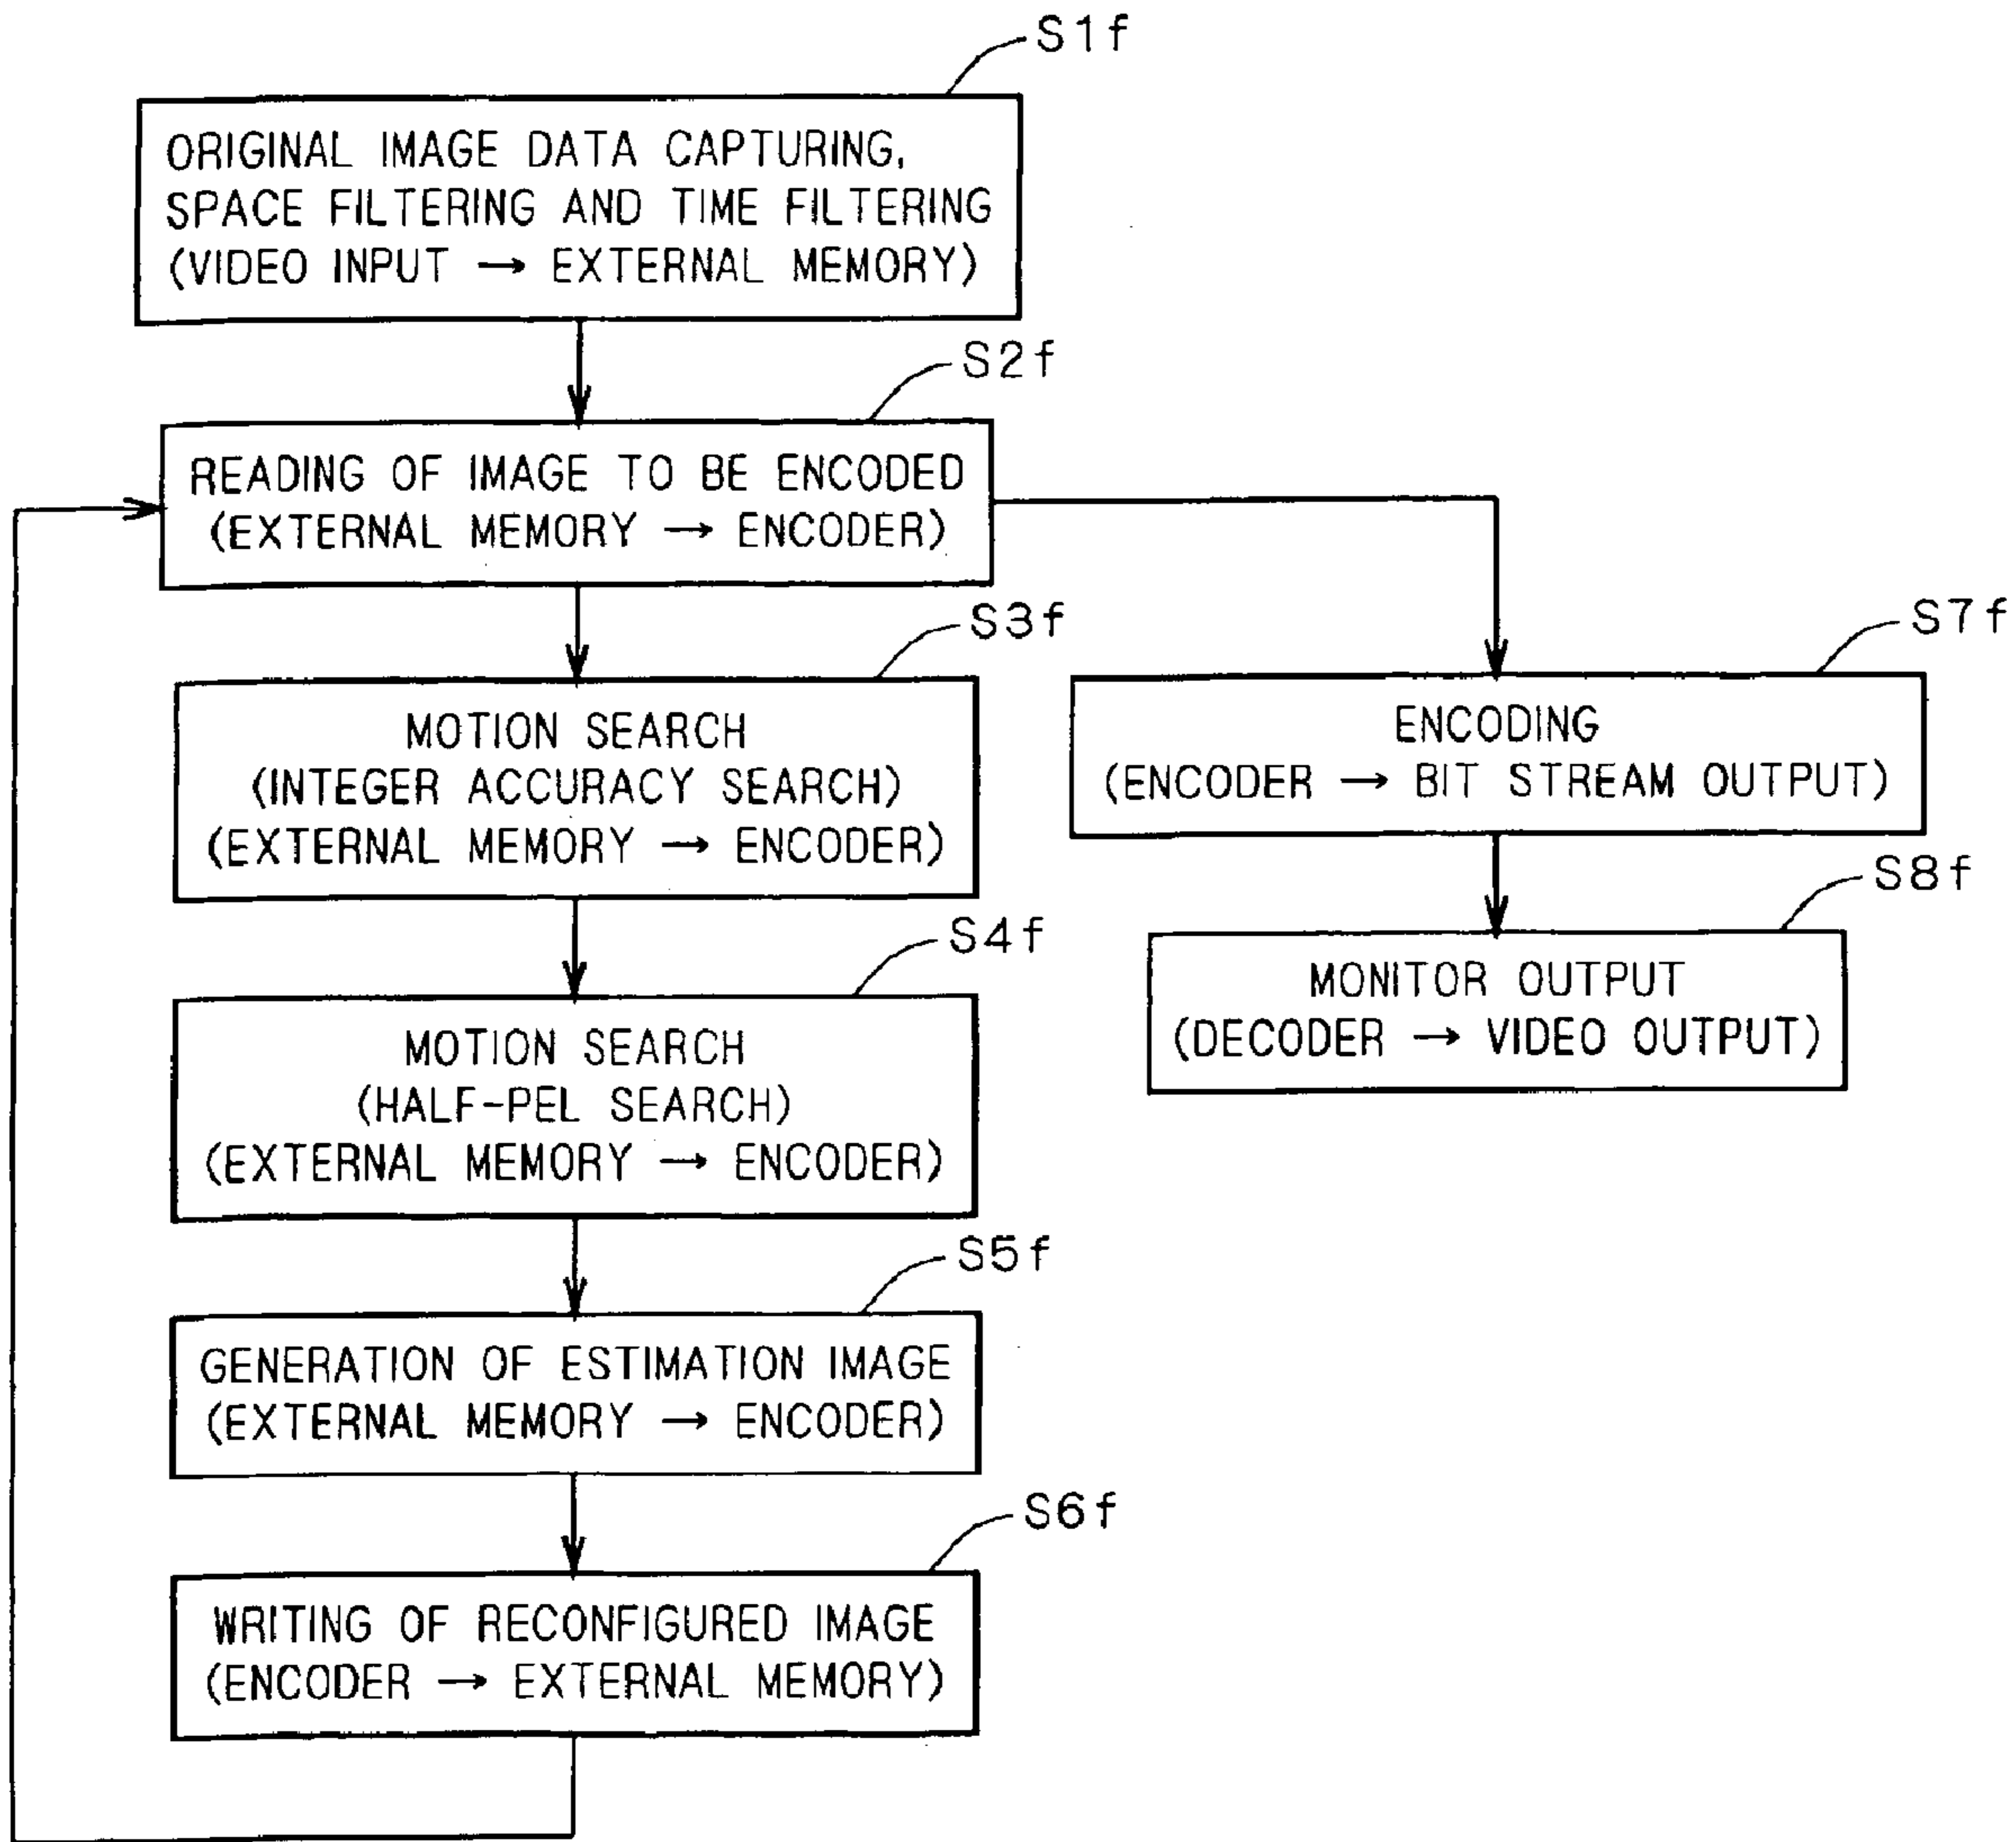 S1f
ORIGINAL IMAGE DATA CAPTURING,
SPACE FILTERING AND TIME FILTERING
(VIDEO INPUT → EXTERNAL MEMORY)
S2f
READING OF IMAGE TO BE ENCODED
(EXTERNAL MEMORY → ENCODER)
S3f
MOTION SEARCH
(INTEGER ACCURACY SEARCH)
(EXTERNAL MEMORY → ENCODER)
S4f
MOTION SEARCH
(HALF-PEL SEARCH)
(EXTERNAL MEMORY → ENCODER)
S5f
GENERATION OF ESTIMATION IMAGE
(EXTERNAL MEMORY → ENCODER)
S6f
WRITING OF RECONFIGURED IMAGE
(ENCODER → EXTERNAL MEMORY)
S7f
ENCODING
(ENCODER → BIT STREAM OUTPUT)
S8f
MONITOR OUTPUT
(DECODER → VIDEO OUTPUT)